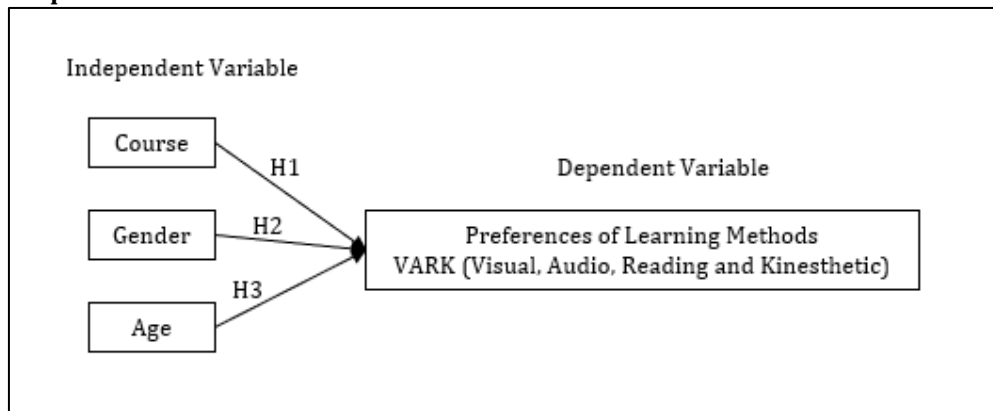 Independent Variable
Course
H1
Dependent Variable
Gender
H2
Preferences of Learning Methods
VARK (Visual, Audio, Reading and Kinesthetic)
H3
Age